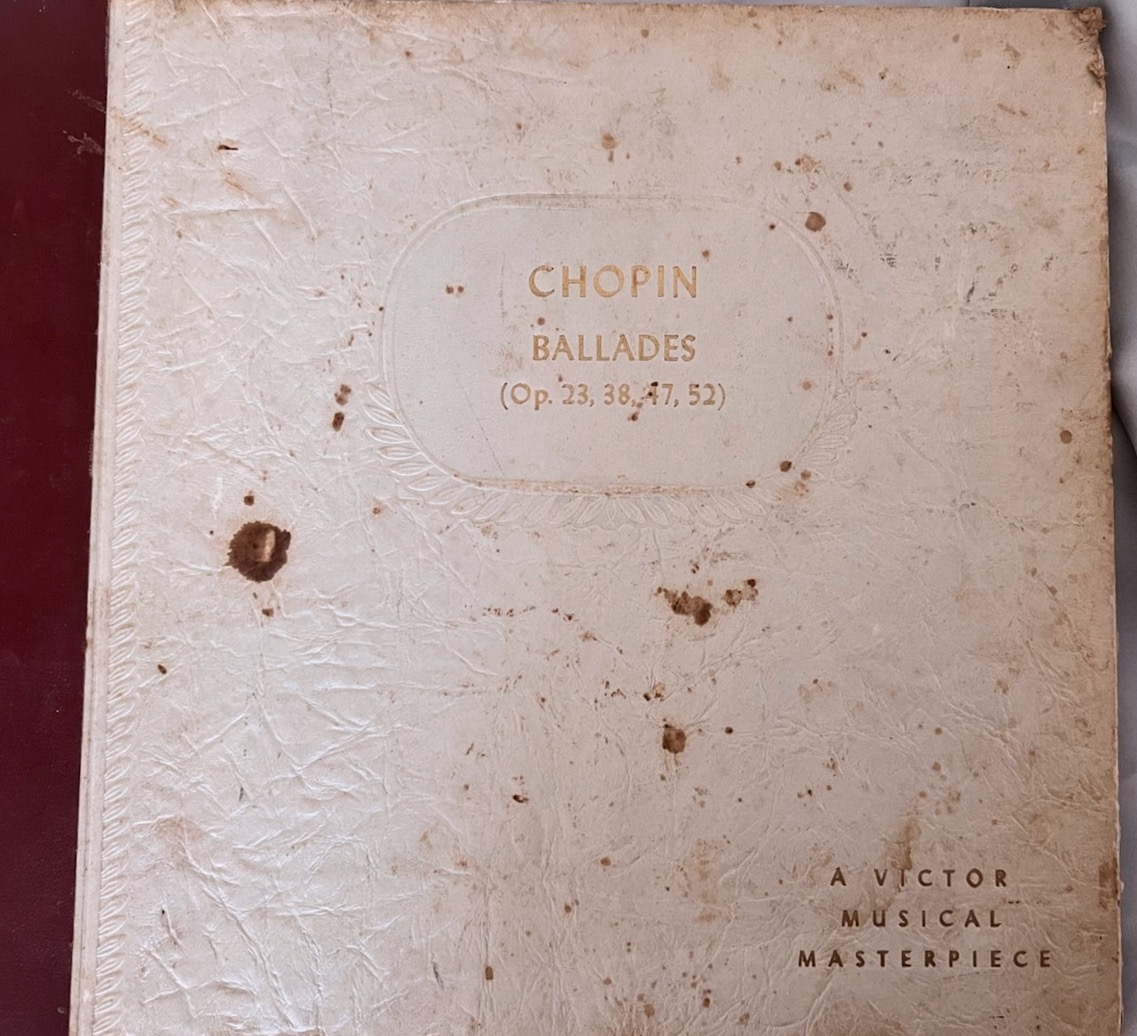 CHOPIN
BALLADES
(Op. 23, 38, 47, 52)
A VICTOR
MUSICAL
MASTERPIECE